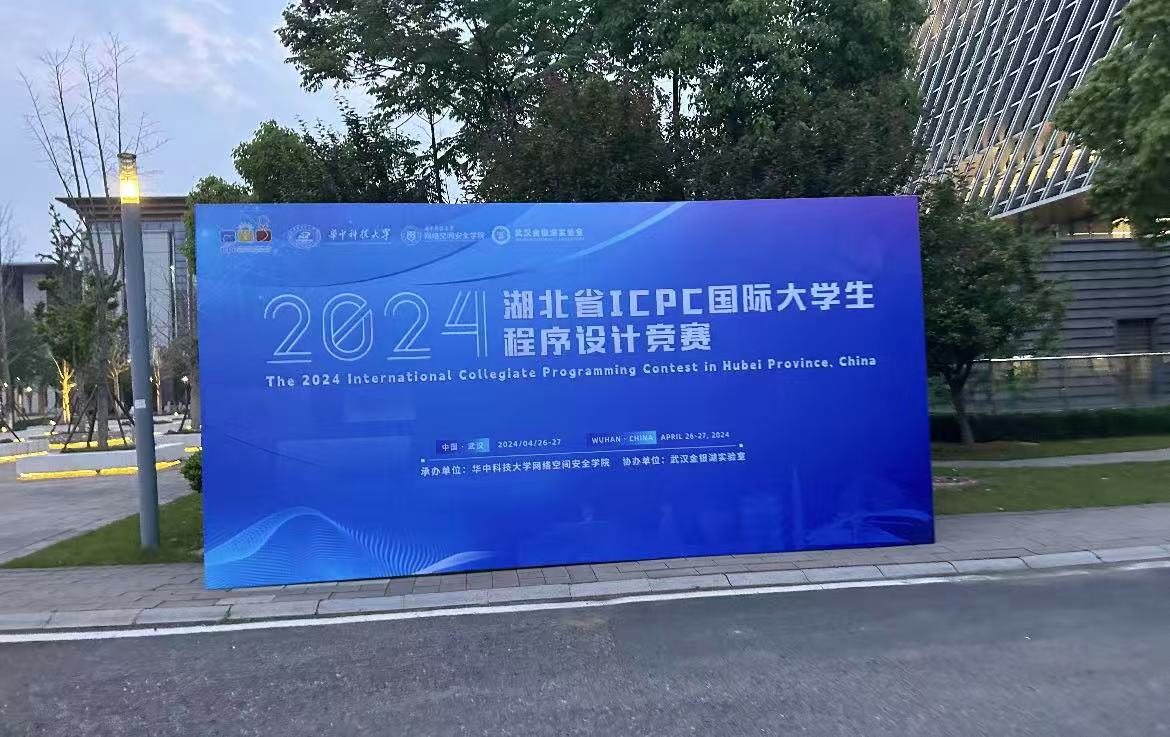 华中科技大学
网络空间安全学院
武汉金银湖实验室
2024
湖北省ICPC国际大学生
程序设计竞赛
The 2024 International Collegiate Programming Contest in Hubei Province, China
中国·武汉 2024/04/26-27 WUHAN·CHINA APRIL 26-27, 2024
承办单位：华中科技大学网络空间安全学院 协办单位：武汉金银湖实验室